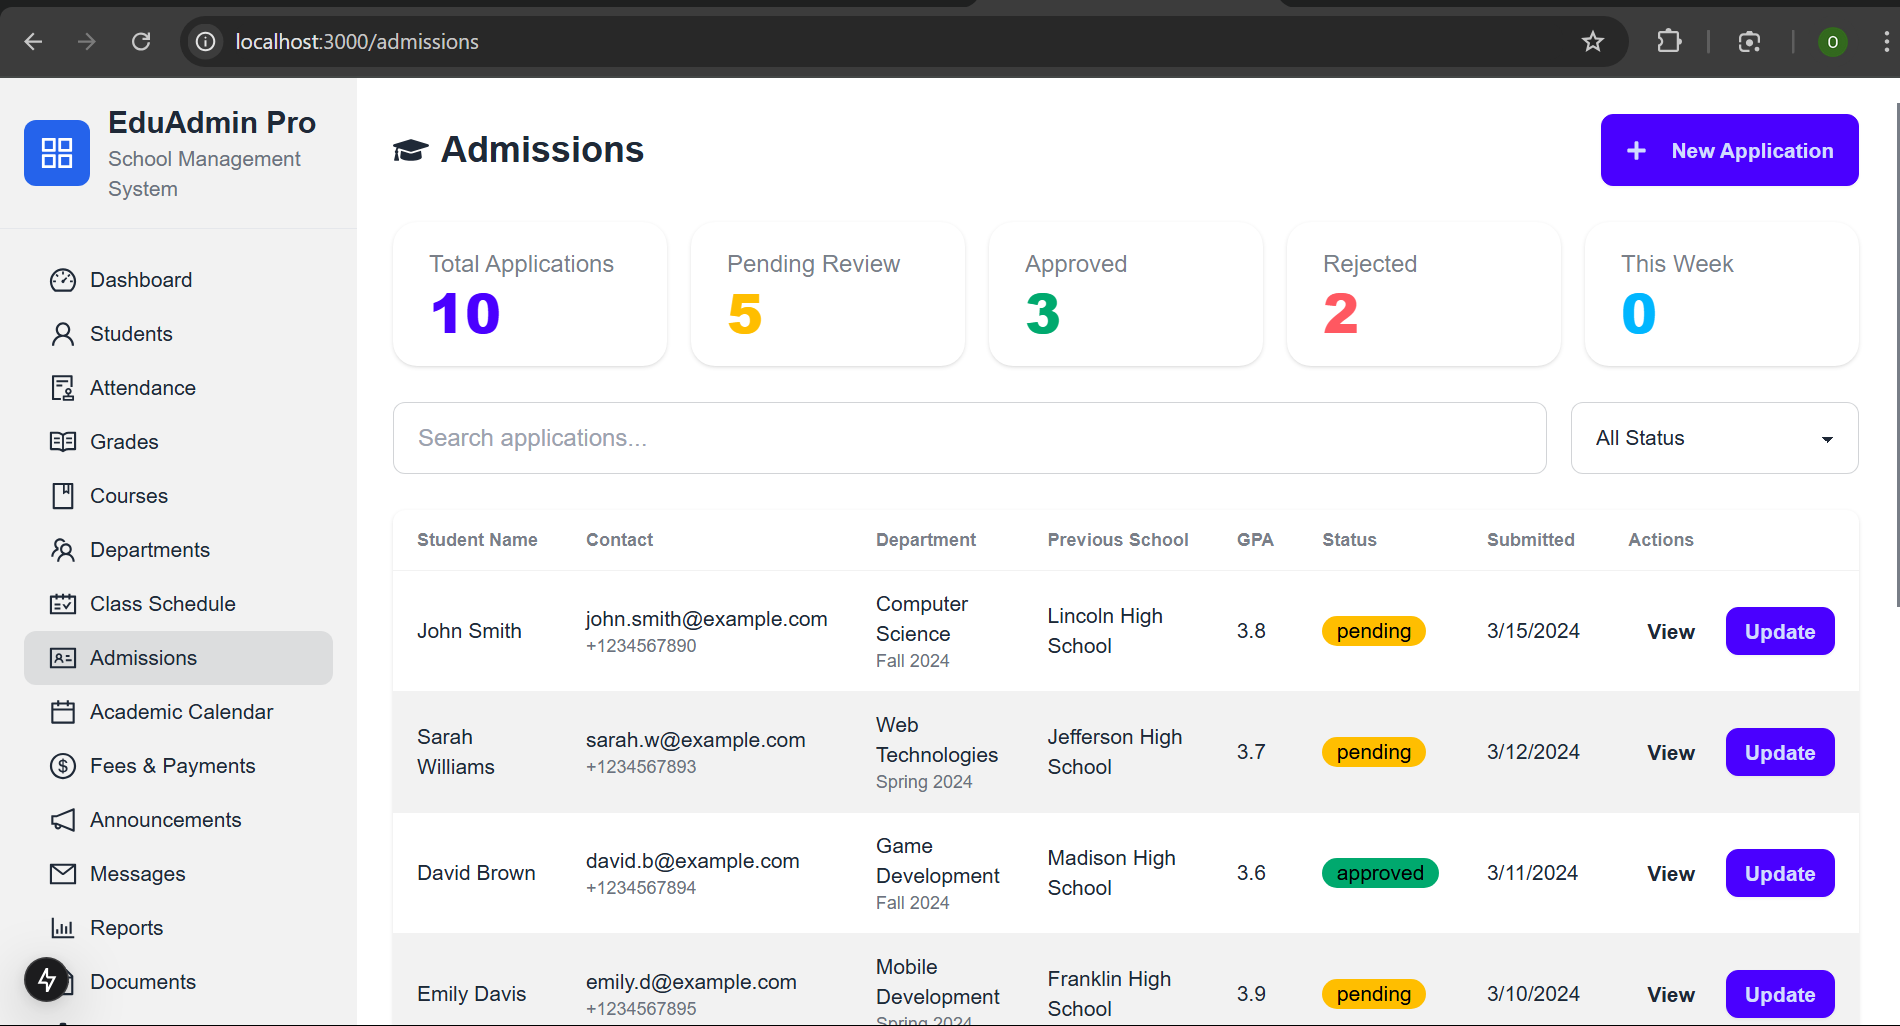 localhost:3000/admissions
O
EduAdmin Pro
School Management
System
Dashboard
Students
Attendance
Grades
Courses
Departments
Class Schedule
Admissions
Academic Calendar
Fees & Payments
Announcements
Messages
Reports
Documents
Admissions
+ New Application
Total Applications
10
Pending Review
5
Approved
3
Rejected
2
This Week
0
Search applications...
All Status
Student Name Contact Department Previous School GPA Status Submitted Actions
John Smith
john.smith@example.com
+1234567890
Computer
Science
Fall 2024
Lincoln High
School
3.8
pending
3/15/2024
View
Update
Sarah
Williams
sarah.w@example.com
+1234567893
Web
Technologies
Spring 2024
Jefferson High
School
3.7
pending
3/12/2024
View
Update
David Brown
david.b@example.com
+1234567894
Game
Development
Fall 2024
Madison High
School
3.6
approved
3/11/2024
View
Update
Emily Davis
emily.d@example.com
+1234567895
Mobile
Development
Spring 2024
Franklin High
School
3.9
pending
3/10/2024
View
Update